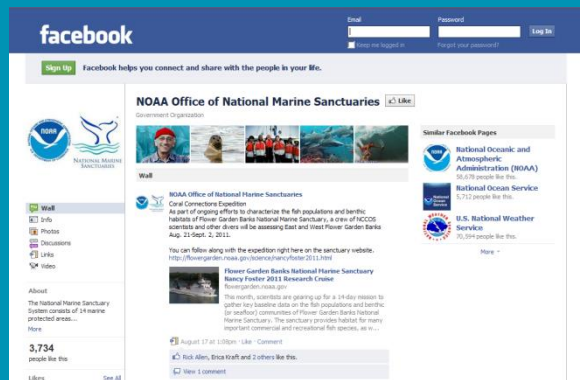 facebook
Email
Password
Log In
Keep me logged in
Forgot your password?
Sign Up
Facebook helps you connect and share with the people in your life.
NOAA
NATIONAL MARINE
SANCTUARIES
NOAA Office of National Marine Sanctuaries
Like
Government Organization
Wall
NOAA Office of National Marine Sanctuaries
Coral Connections Expedition
As part of ongoing efforts to characterize the fish populations and benthic
habitats of Flower Garden Banks National Marine Sanctuary, a crew of NCCOS
scientists and other divers will be assessing East and West Flower Garden Banks
Aug. 21-Sept. 2, 2011.
You can follow along with the expedition right here on the sanctuary website.
http://flowergarden.noaa.gov/science/nancyfoster2011.html
Flower Garden Banks National Marine Sanctuary
Nancy Foster 2011 Research Cruise
flowergarden.noaa.gov
This month, scientists are gearing up for a 14-day mission to
gather key baseline data on the fish populations and benthic
(or seafloor) communities of Flower Garden Banks National
Marine Sanctuary. The sanctuary provides habitat for many
important commercial and recreational fish species, as w...
August 17 at 1:08pm · Like · Comment
Rick Allen, Erica Kraft and 2 others like this.
View 1 comment
Wall
Info
Photos
Discussions
Links
Video
About
The National Marine Sanctuary
System consists of 14 marine
protected areas...
More
3,734
people like this
Likes
See All
Similar Facebook Pages
National Oceanic and
Atmospheric
Administration (NOAA)
58,678 people like this.
National Ocean Service
5,712 people like this.
U.S. National Weather
Service
70,564 people like this.
More